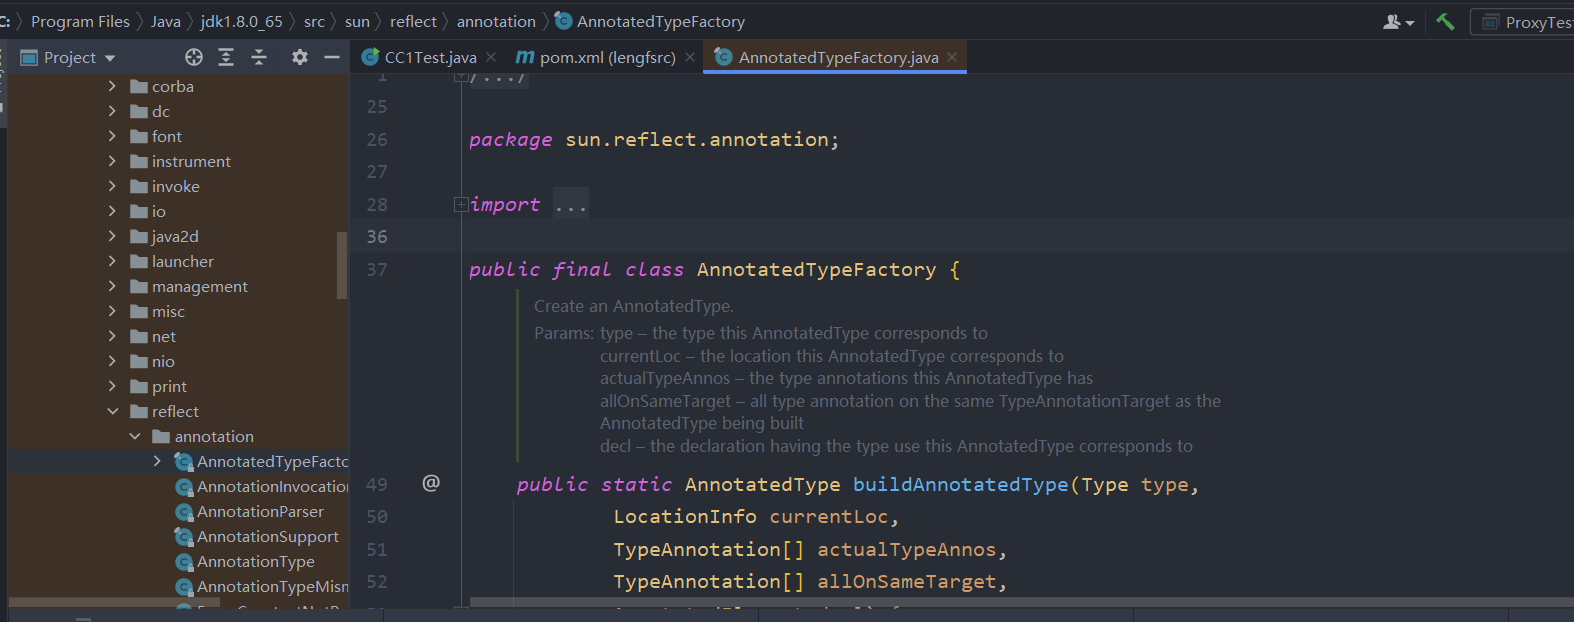 C: Program Files Java jdk1.8.0_65 src sun reflect annotation AnnotatedTypeFactory
ProxyTest
Project
CC1Test.java
pom.xml (lengfsrc)
AnnotatedTypeFactory.java
corba
dc
font
instrument
invoke
io
java2d
launcher
management
misc
net
nio
print
reflect
annotation
AnnotatedTypeFacto
AnnotationInvocation
AnnotationParser
AnnotationSupport
AnnotationType
AnnotationTypeMism
1 /.../
25
26 package sun.reflect.annotation;
27
28 import ...
36
37 public final class AnnotatedTypeFactory {
Create an AnnotatedType.
Params: type – the type this AnnotatedType corresponds to
currentLoc – the location this AnnotatedType corresponds to
actualTypeAnnos – the type annotations this AnnotatedType has
allOnSameTarget – all type annotation on the same TypeAnnotationTarget as the
AnnotatedType being built
decl – the declaration having the type use this AnnotatedType corresponds to
49 @ public static AnnotatedType buildAnnotatedType(Type type,
50 LocationInfo currentLoc,
51 TypeAnnotation[] actualTypeAnnos,
52 TypeAnnotation[] allOnSameTarget,